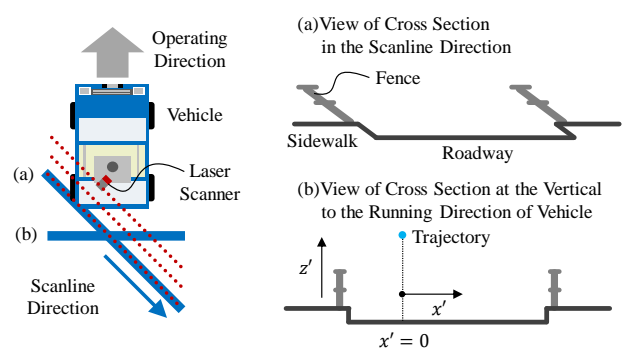 Operating
Direction
Vehicle
(a)
Laser
Scanner
(b)
Scanline
Direction
(a)View of Cross Section
in the Scanline Direction
Fence
Sidewalk
Roadway
(b)View of Cross Section at the Vertical
to the Running Direction of Vehicle
Trajectory
z′
x′
x′ = 0